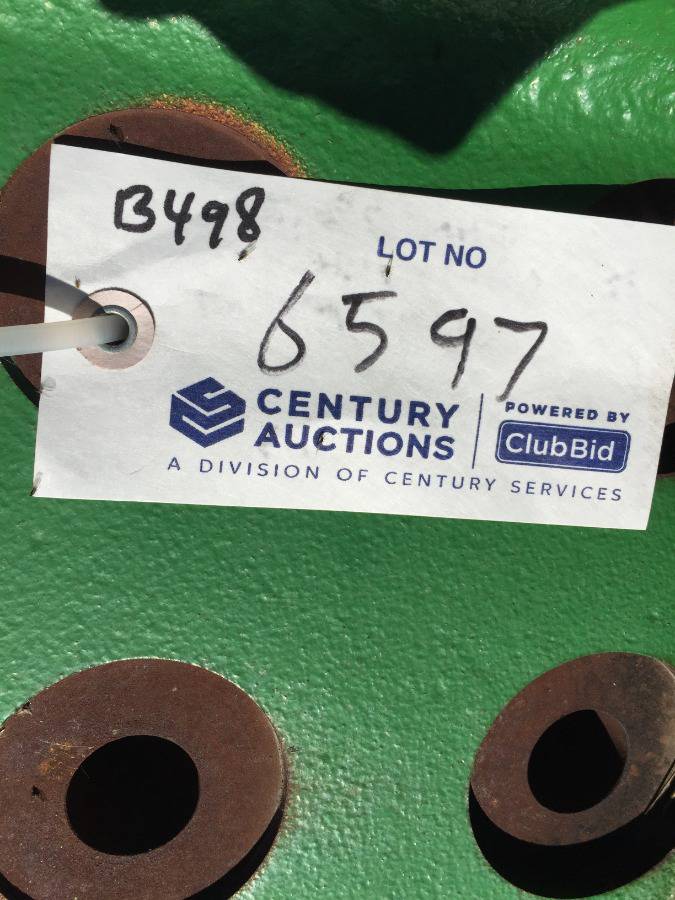 B498
LOT NO
6597
CENTURY
AUCTIONS
POWERED BY
ClubBid
A DIVISION OF CENTURY SERVICES